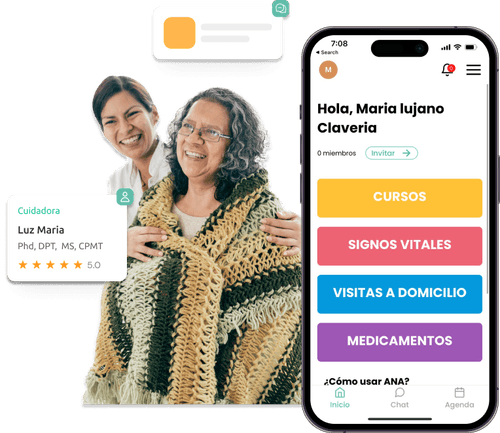 Cuidadora
Luz Maria
Phd, DPT, MS, CPMT
5.0
7:08
Search
M
Hola, Maria lujano
Claveria
0 miembros
Invitar
CURSOS
SIGNOS VITALES
VISITAS A DOMICILIO
MEDICAMENTOS
¿Cómo usar ANA?
Inicio
Chat
Agenda